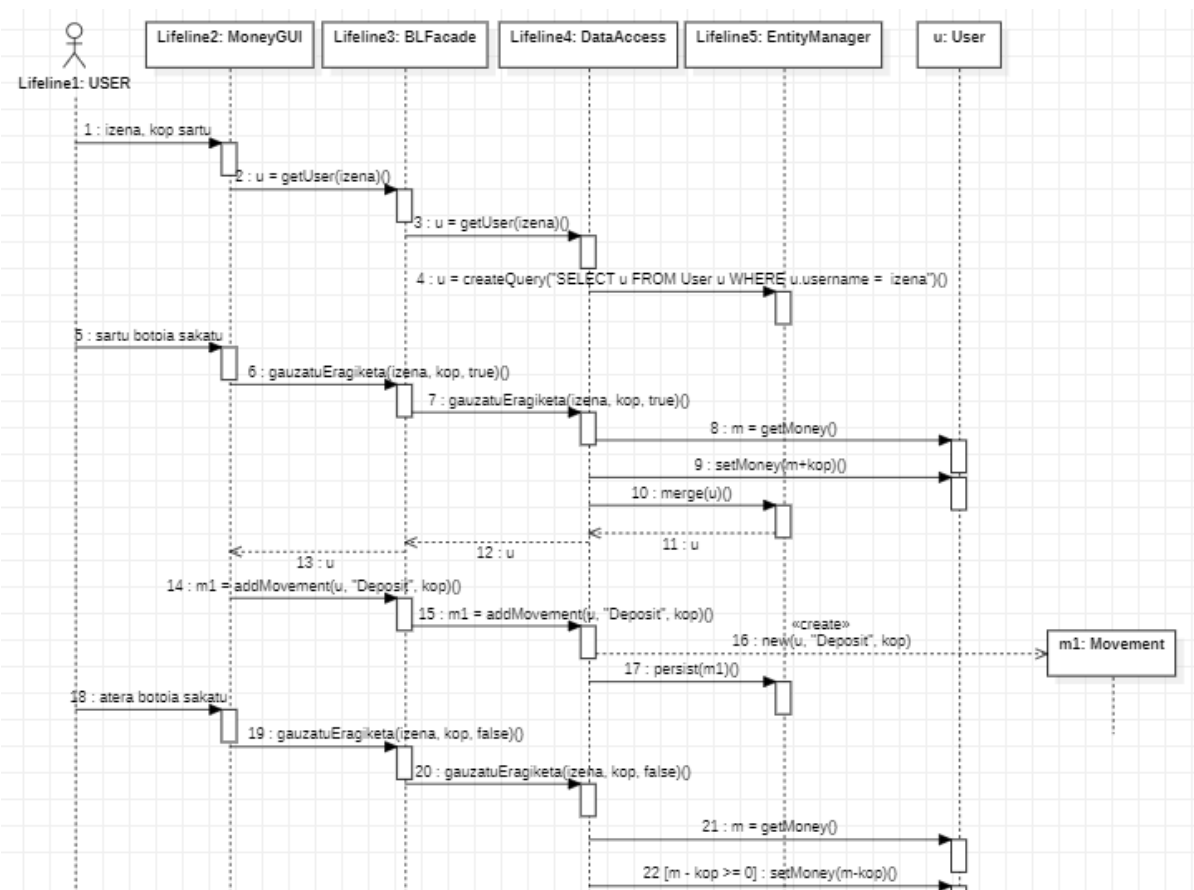 Lifeline1: USER
Lifeline2: MoneyGUI
Lifeline3: BLFacade
Lifeline4: DataAccess
Lifeline5: EntityManager
u: User
1 : izena, kop sartu
2 : u = getUser(izena)()
3 : u = getUser(izena)()
4 : u = createQuery("SELECT u FROM User u WHERE u.username = izena")()
5 : sartu botoia sakatu
6 : gauzatuEragiketa(izena, kop, true)()
7 : gauzatuEragiketa(izena, kop, true)()
8 : m = getMoney()
9 : setMoney(m+kop)()
10 : merge(u)()
11 : u
12 : u
13 : u
14 : m1 = addMovement(u, "Deposit", kop)()
15 : m1 = addMovement(u, "Deposit", kop)()
«create»
16 : new(u, "Deposit", kop)
m1: Movement
17 : persist(m1)()
18 : atera botoia sakatu
19 : gauzatuEragiketa(izena, kop, false)()
20 : gauzatuEragiketa(izena, kop, false)()
21 : m = getMoney()
22 [m - kop >= 0] : setMoney(m-kop)()